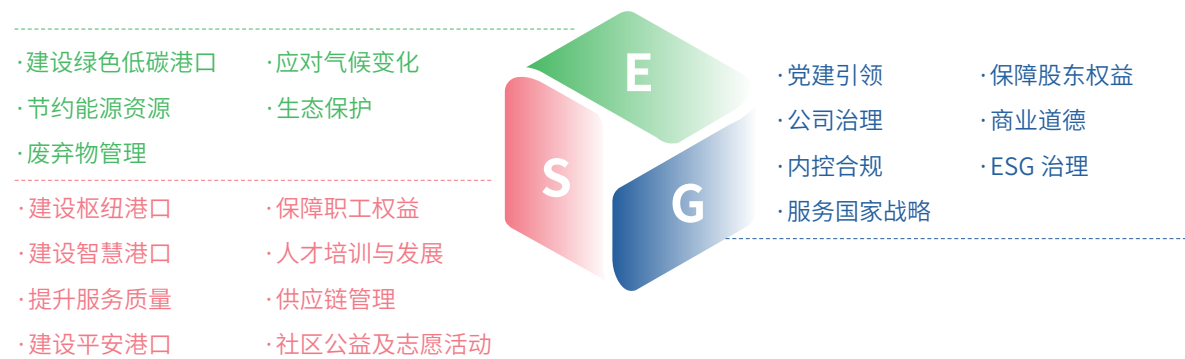 ·建设绿色低碳港口
·应对气候变化
·节约能源资源
·生态保护
·废弃物管理
·建设枢纽港口
·保障职工权益
·建设智慧港口
·人才培训与发展
·提升服务质量
·供应链管理
·建设平安港口
·社区公益及志愿活动
E
S
G
·党建引领
·保障股东权益
·公司治理
·商业道德
·内控合规
·ESG 治理
·服务国家战略